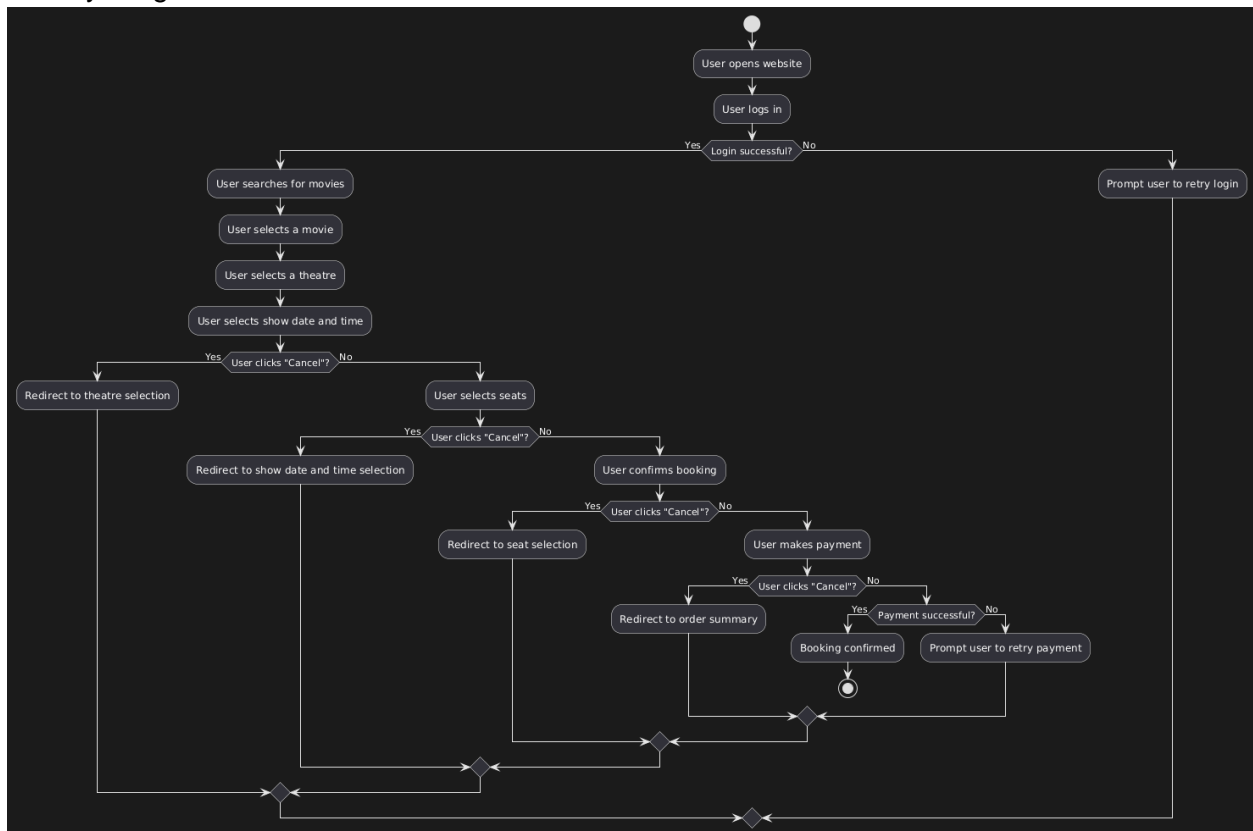 User opens website
User logs in
Yes
Login successful?
No
User searches for movies
Prompt user to retry login
User selects a movie
User selects a theatre
User selects show date and time
Yes
User clicks "Cancel"?
No
Redirect to theatre selection
User selects seats
Yes
User clicks "Cancel"?
No
Redirect to show date and time selection
User confirms booking
Yes
User clicks "Cancel"?
No
Redirect to seat selection
User makes payment
Yes
User clicks "Cancel"?
No
Redirect to order summary
Yes
Payment successful?
No
Booking confirmed
Prompt user to retry payment